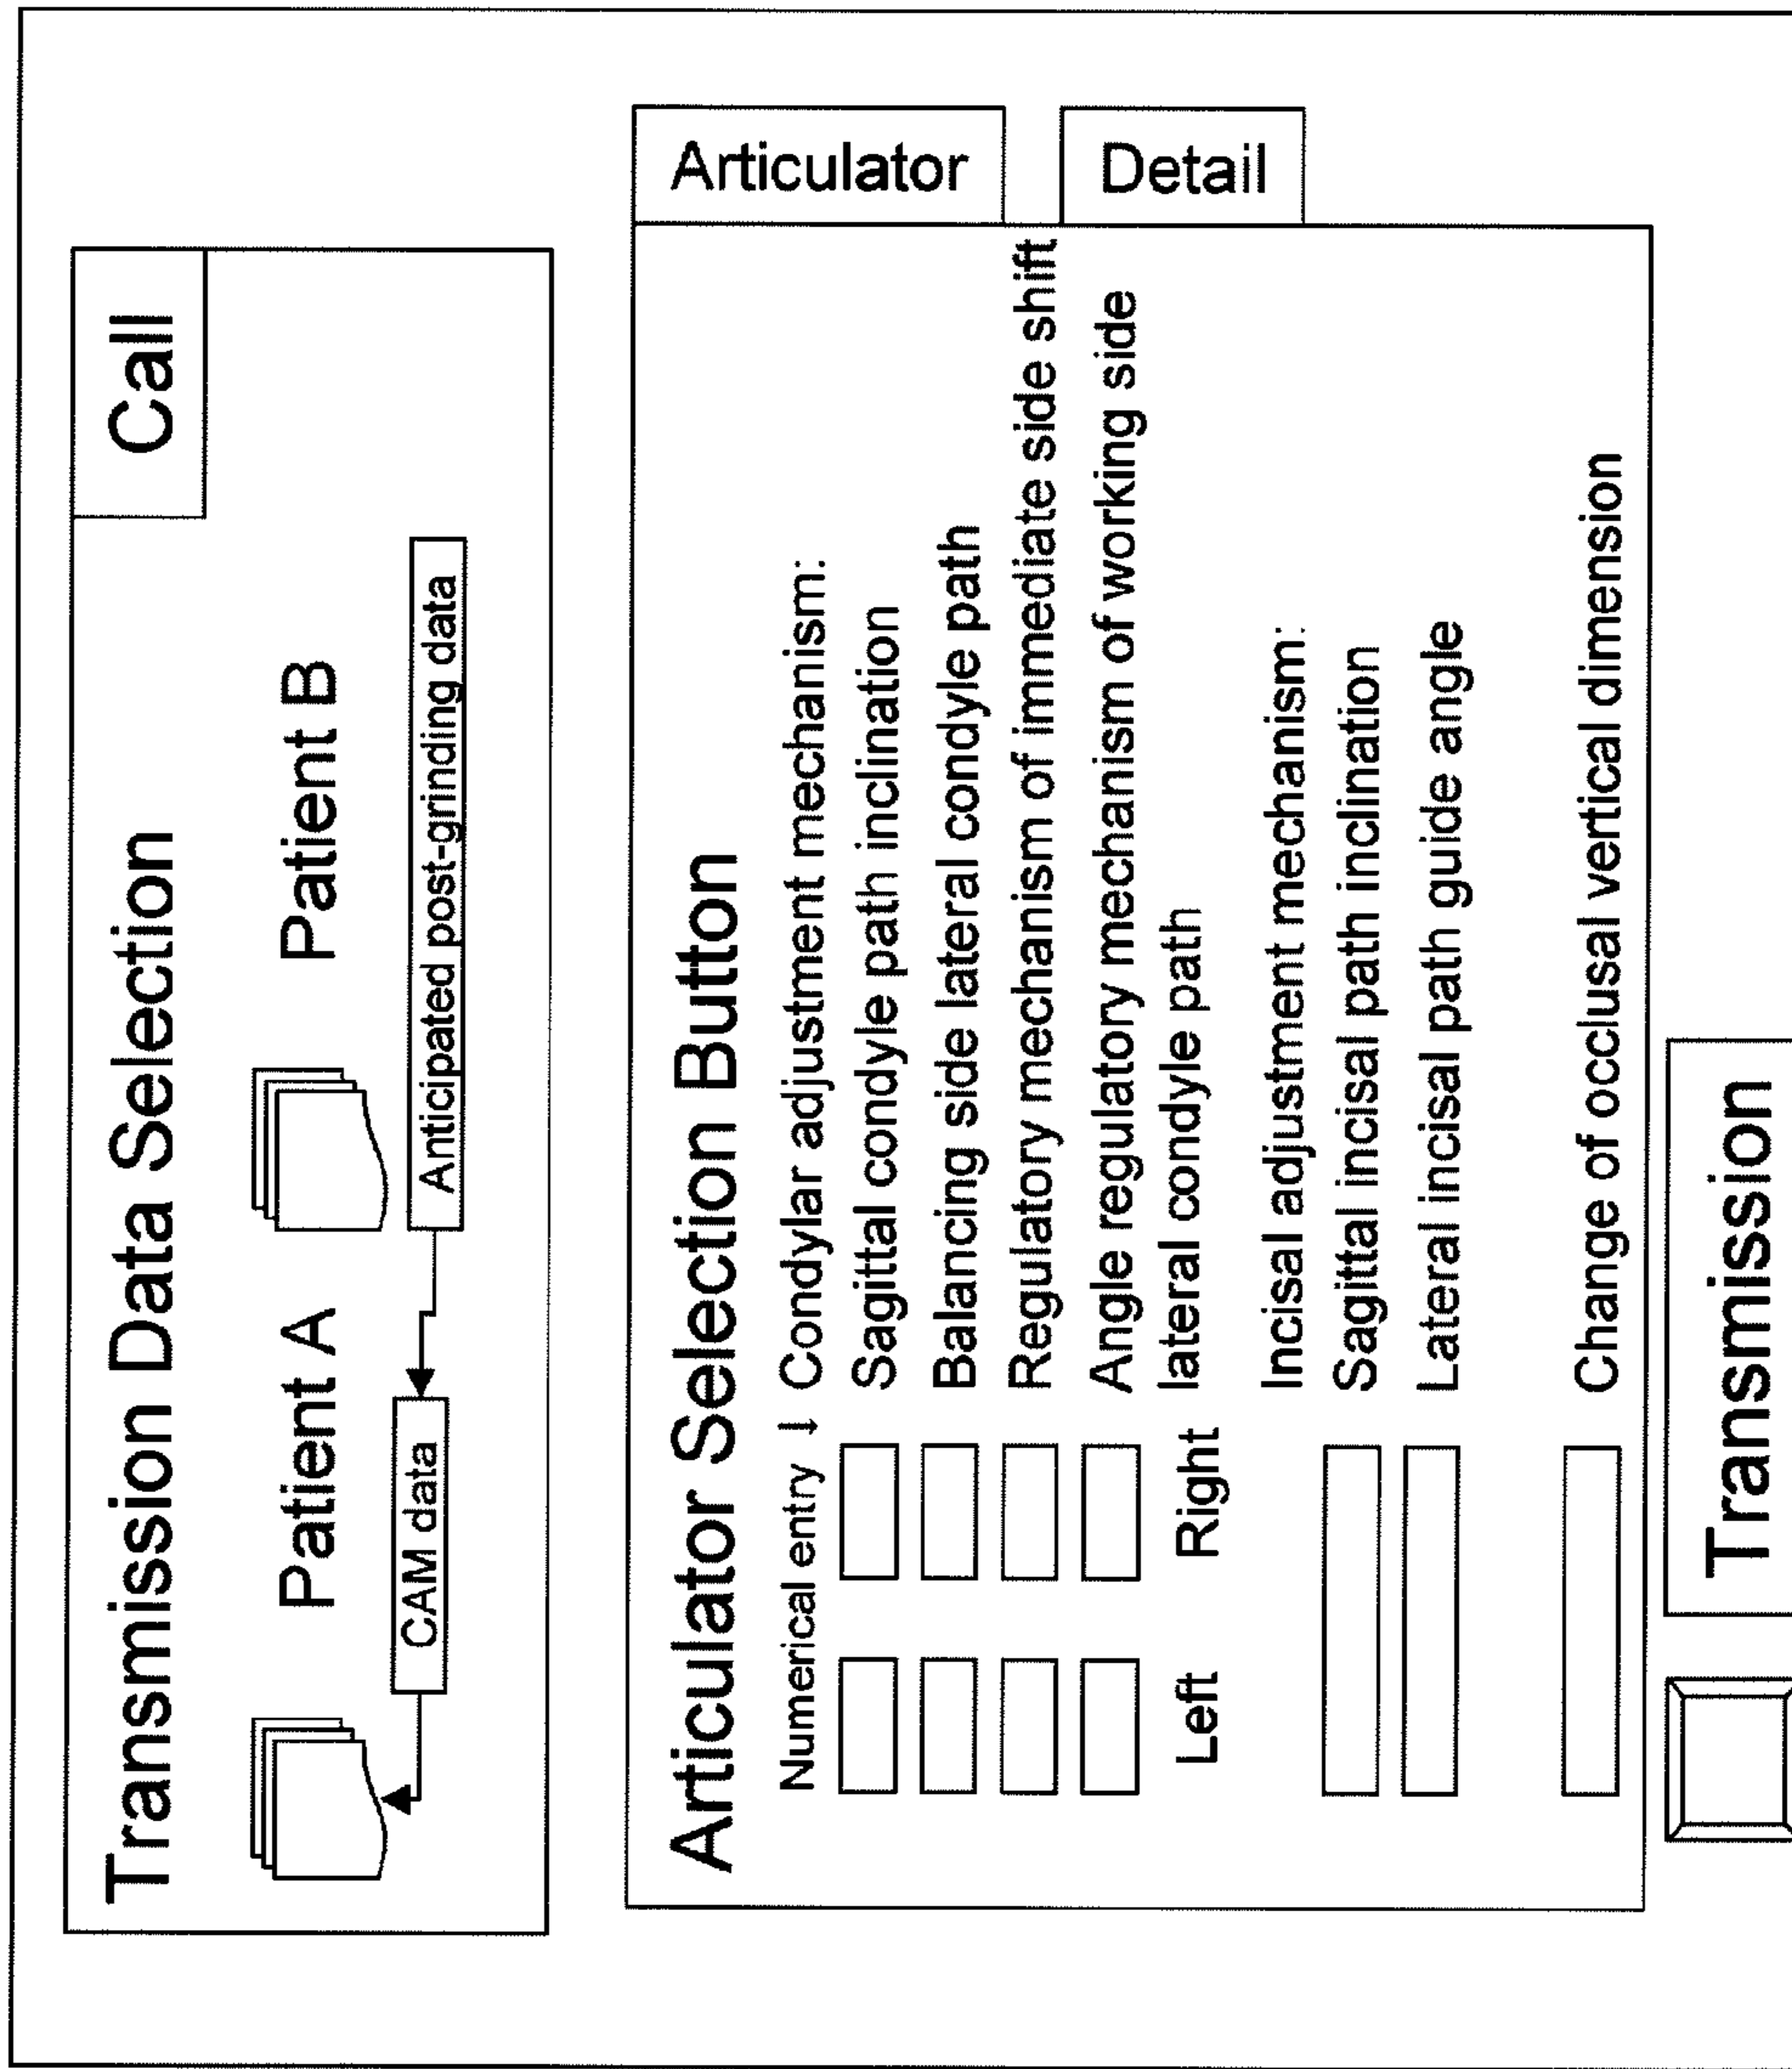 Transmission Data Selection
Call
Patient A
Patient B
CAM data
Anticipated post-grinding data
Articulator Selection Button
Articulator
Detail
Numerical entry ↓ Condylar adjustment mechanism:
Sagittal condyle path inclination
Balancing side lateral condyle path
Regulatory mechanism of immediate side shift
Angle regulatory mechanism of working side
Left Right lateral condyle path
Incisal adjustment mechanism:
Sagittal incisal path inclination
Lateral incisal path guide angle
Change of occlusal vertical dimension
Transmission